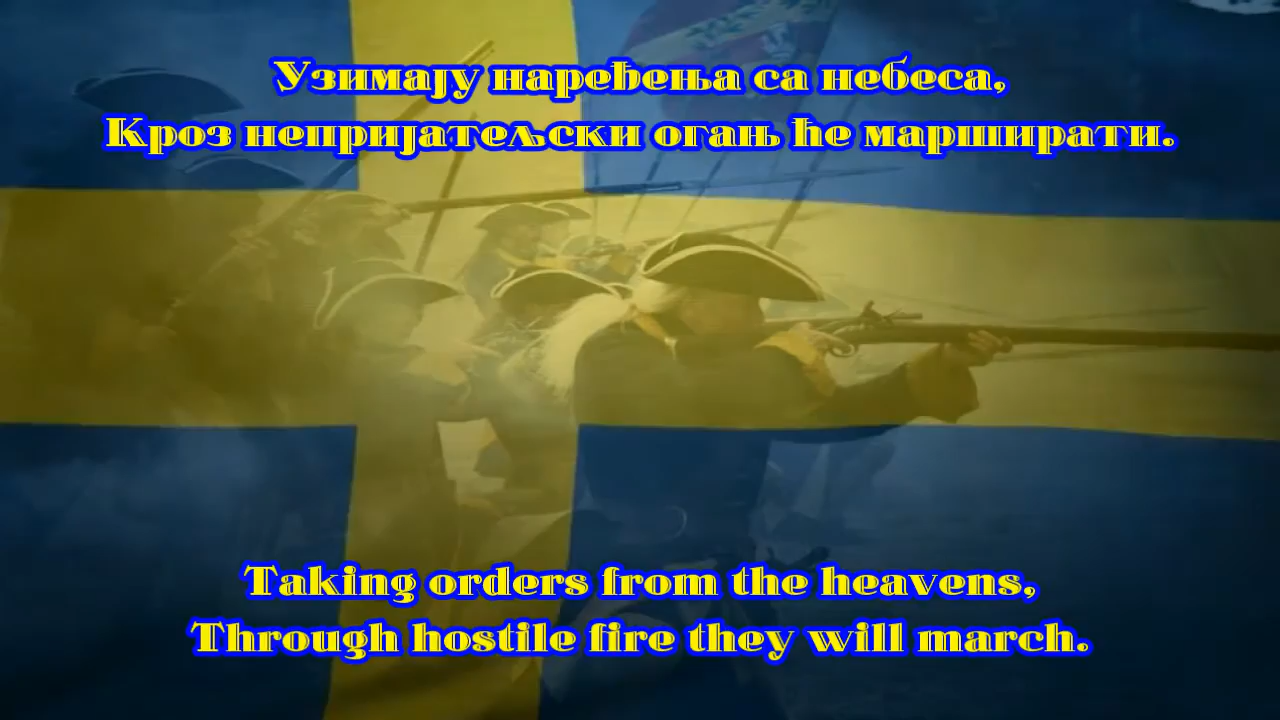 Узимају наређења са небеса,
Кроз непријатељски огањ ће марширати.
Taking orders from the heavens,
Through hostile fire they will march.